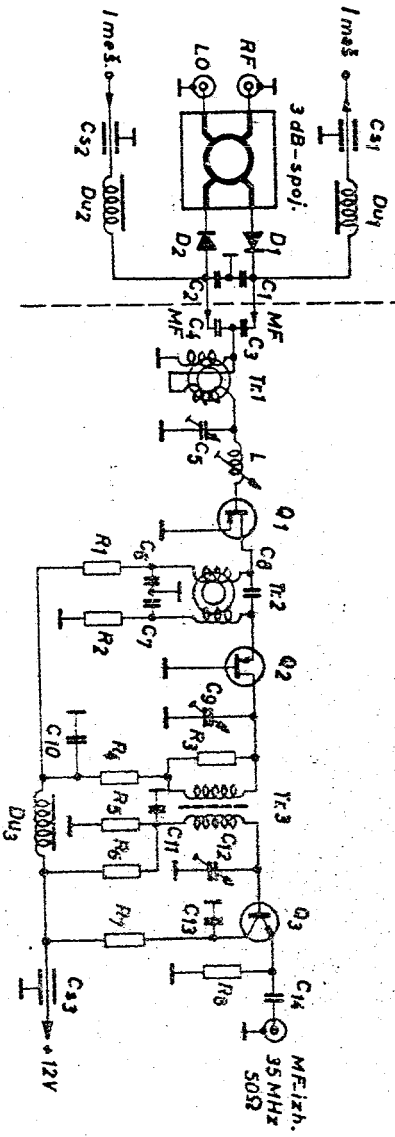 I meš.
Cs1
Du1
RF
LO
3 dB-spoj.
D1
D2
C1
C2
I meš.
Cs2
Du2
MF
MF
C3
C4
Tr.1
C5
L
Q1
C8
Tr.2
C6
C7
R1
R2
Q2
C9
R3
R4
C10
Tr.3
C11
R5
R6
Du3
C12
Q3
C13
R7
R8
C14
Cs3
+12V
MF-izh.
35 MHz
50Ω